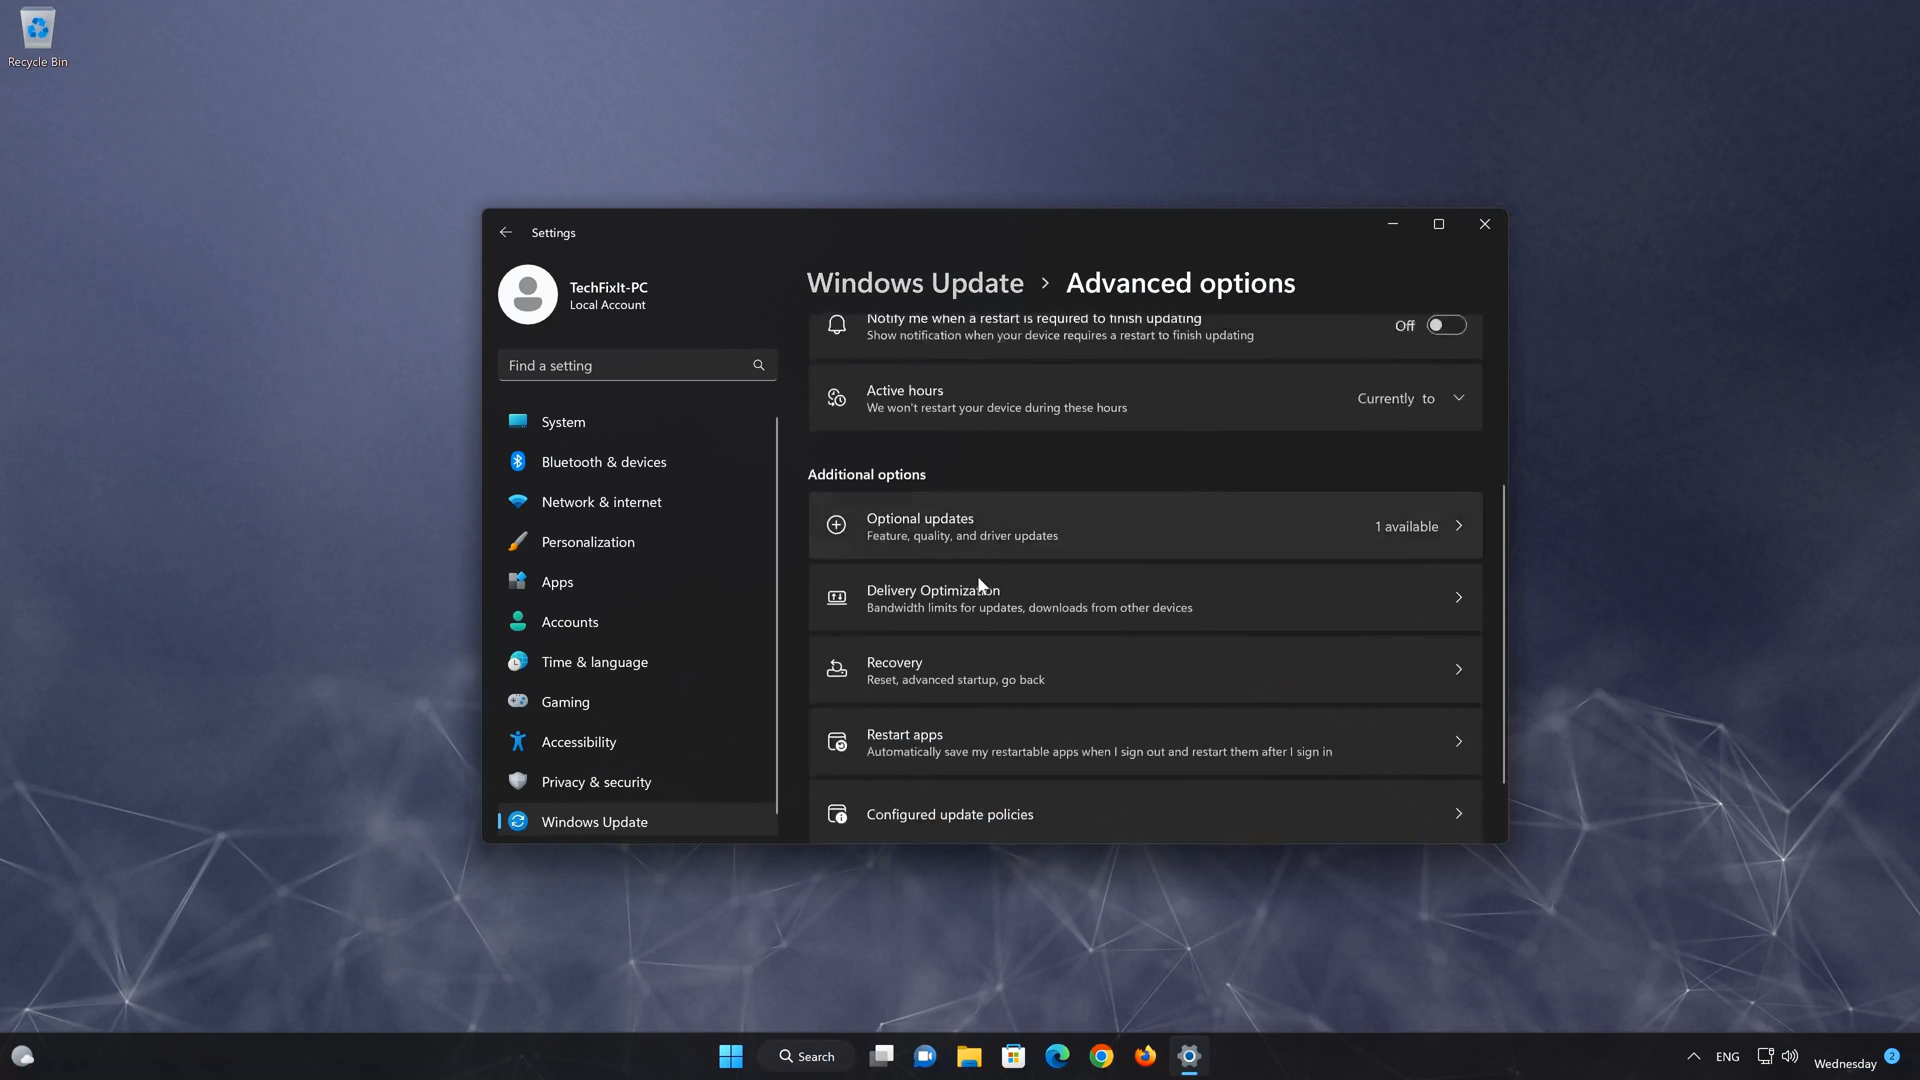 Recycle Bin
Settings
TechFixIt-PC
Local Account
Find a setting
System
Bluetooth & devices
Network & internet
Personalization
Apps
Accounts
Time & language
Gaming
Accessibility
Privacy & security
Windows Update
Windows Update > Advanced options
Notify me when a restart is required to finish updating
Show notification when your device requires a restart to finish updating
Off
Active hours
We won't restart your device during these hours
Currently to
Additional options
Optional updates
Feature, quality, and driver updates
1 available
Delivery Optimization
Bandwidth limits for updates, downloads from other devices
Recovery
Reset, advanced startup, go back
Restart apps
Automatically save my restartable apps when I sign out and restart them after I sign in
Configured update policies
Search
ENG
Wednesday
2